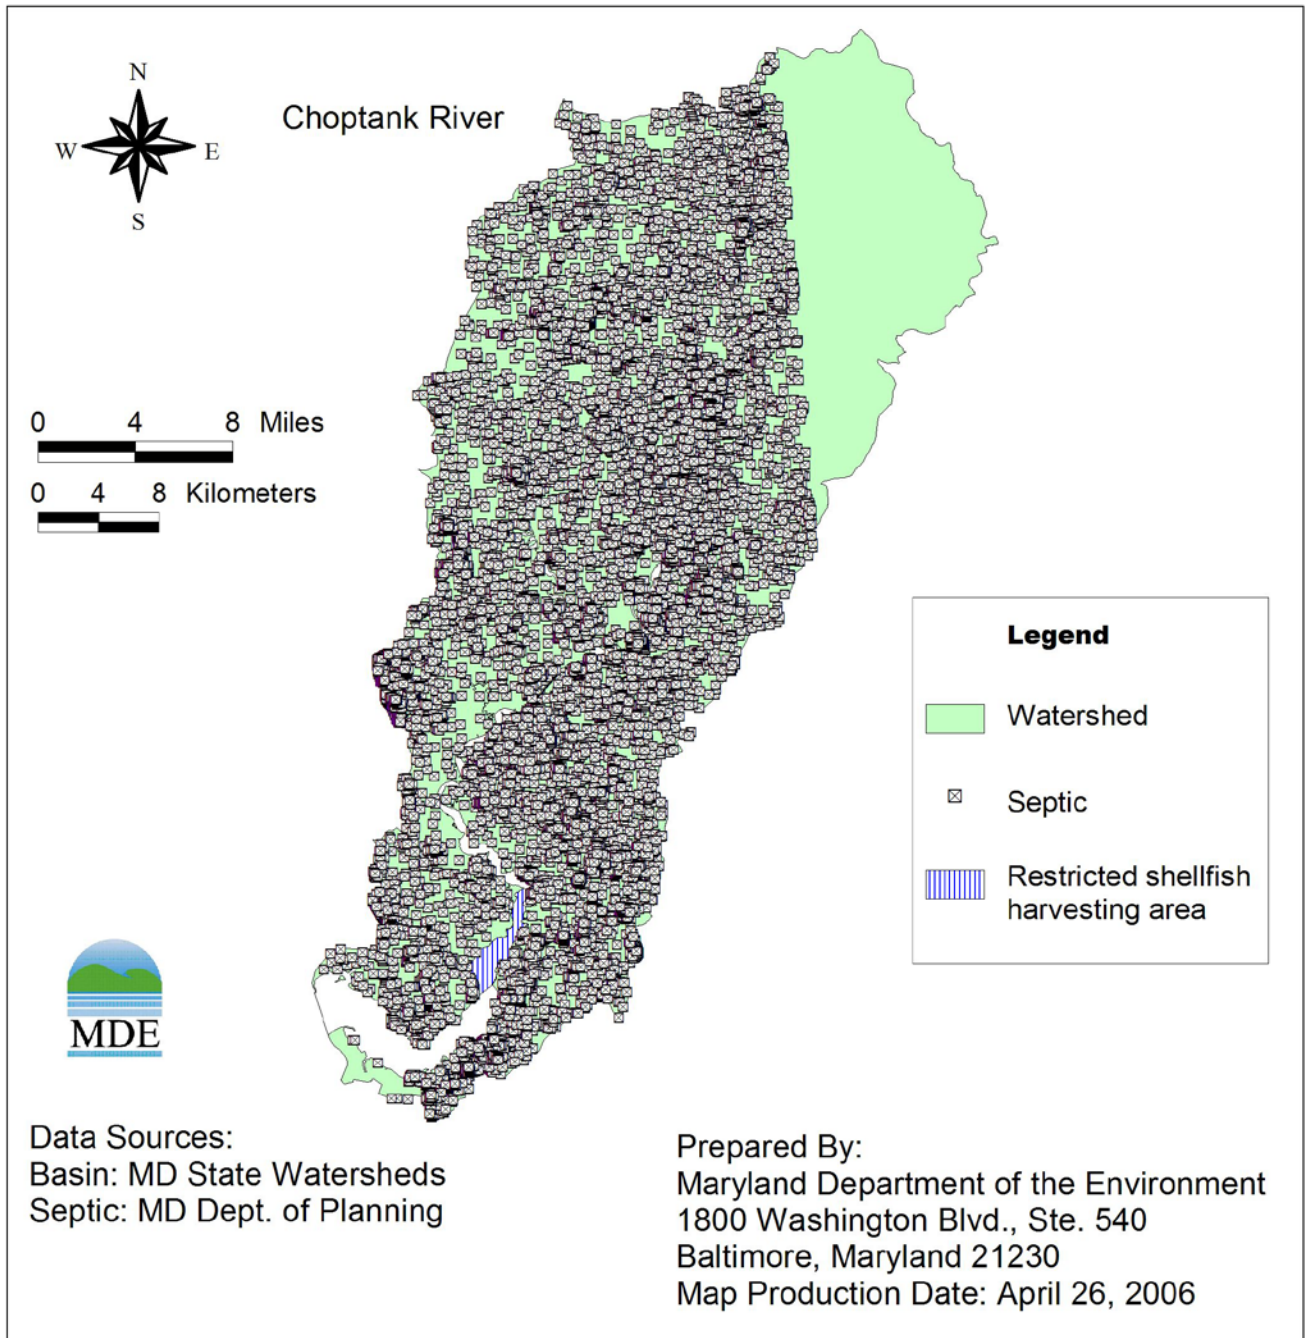 N
Choptank River
W E
S
0 4 8 Miles
0 4 8 Kilometers
Legend
Watershed
Septic
Restricted shellfish
harvesting area
MDE
Data Sources:
Basin: MD State Watersheds
Septic: MD Dept. of Planning
Prepared By:
Maryland Department of the Environment
1800 Washington Blvd., Ste. 540
Baltimore, Maryland 21230
Map Production Date: April 26, 2006